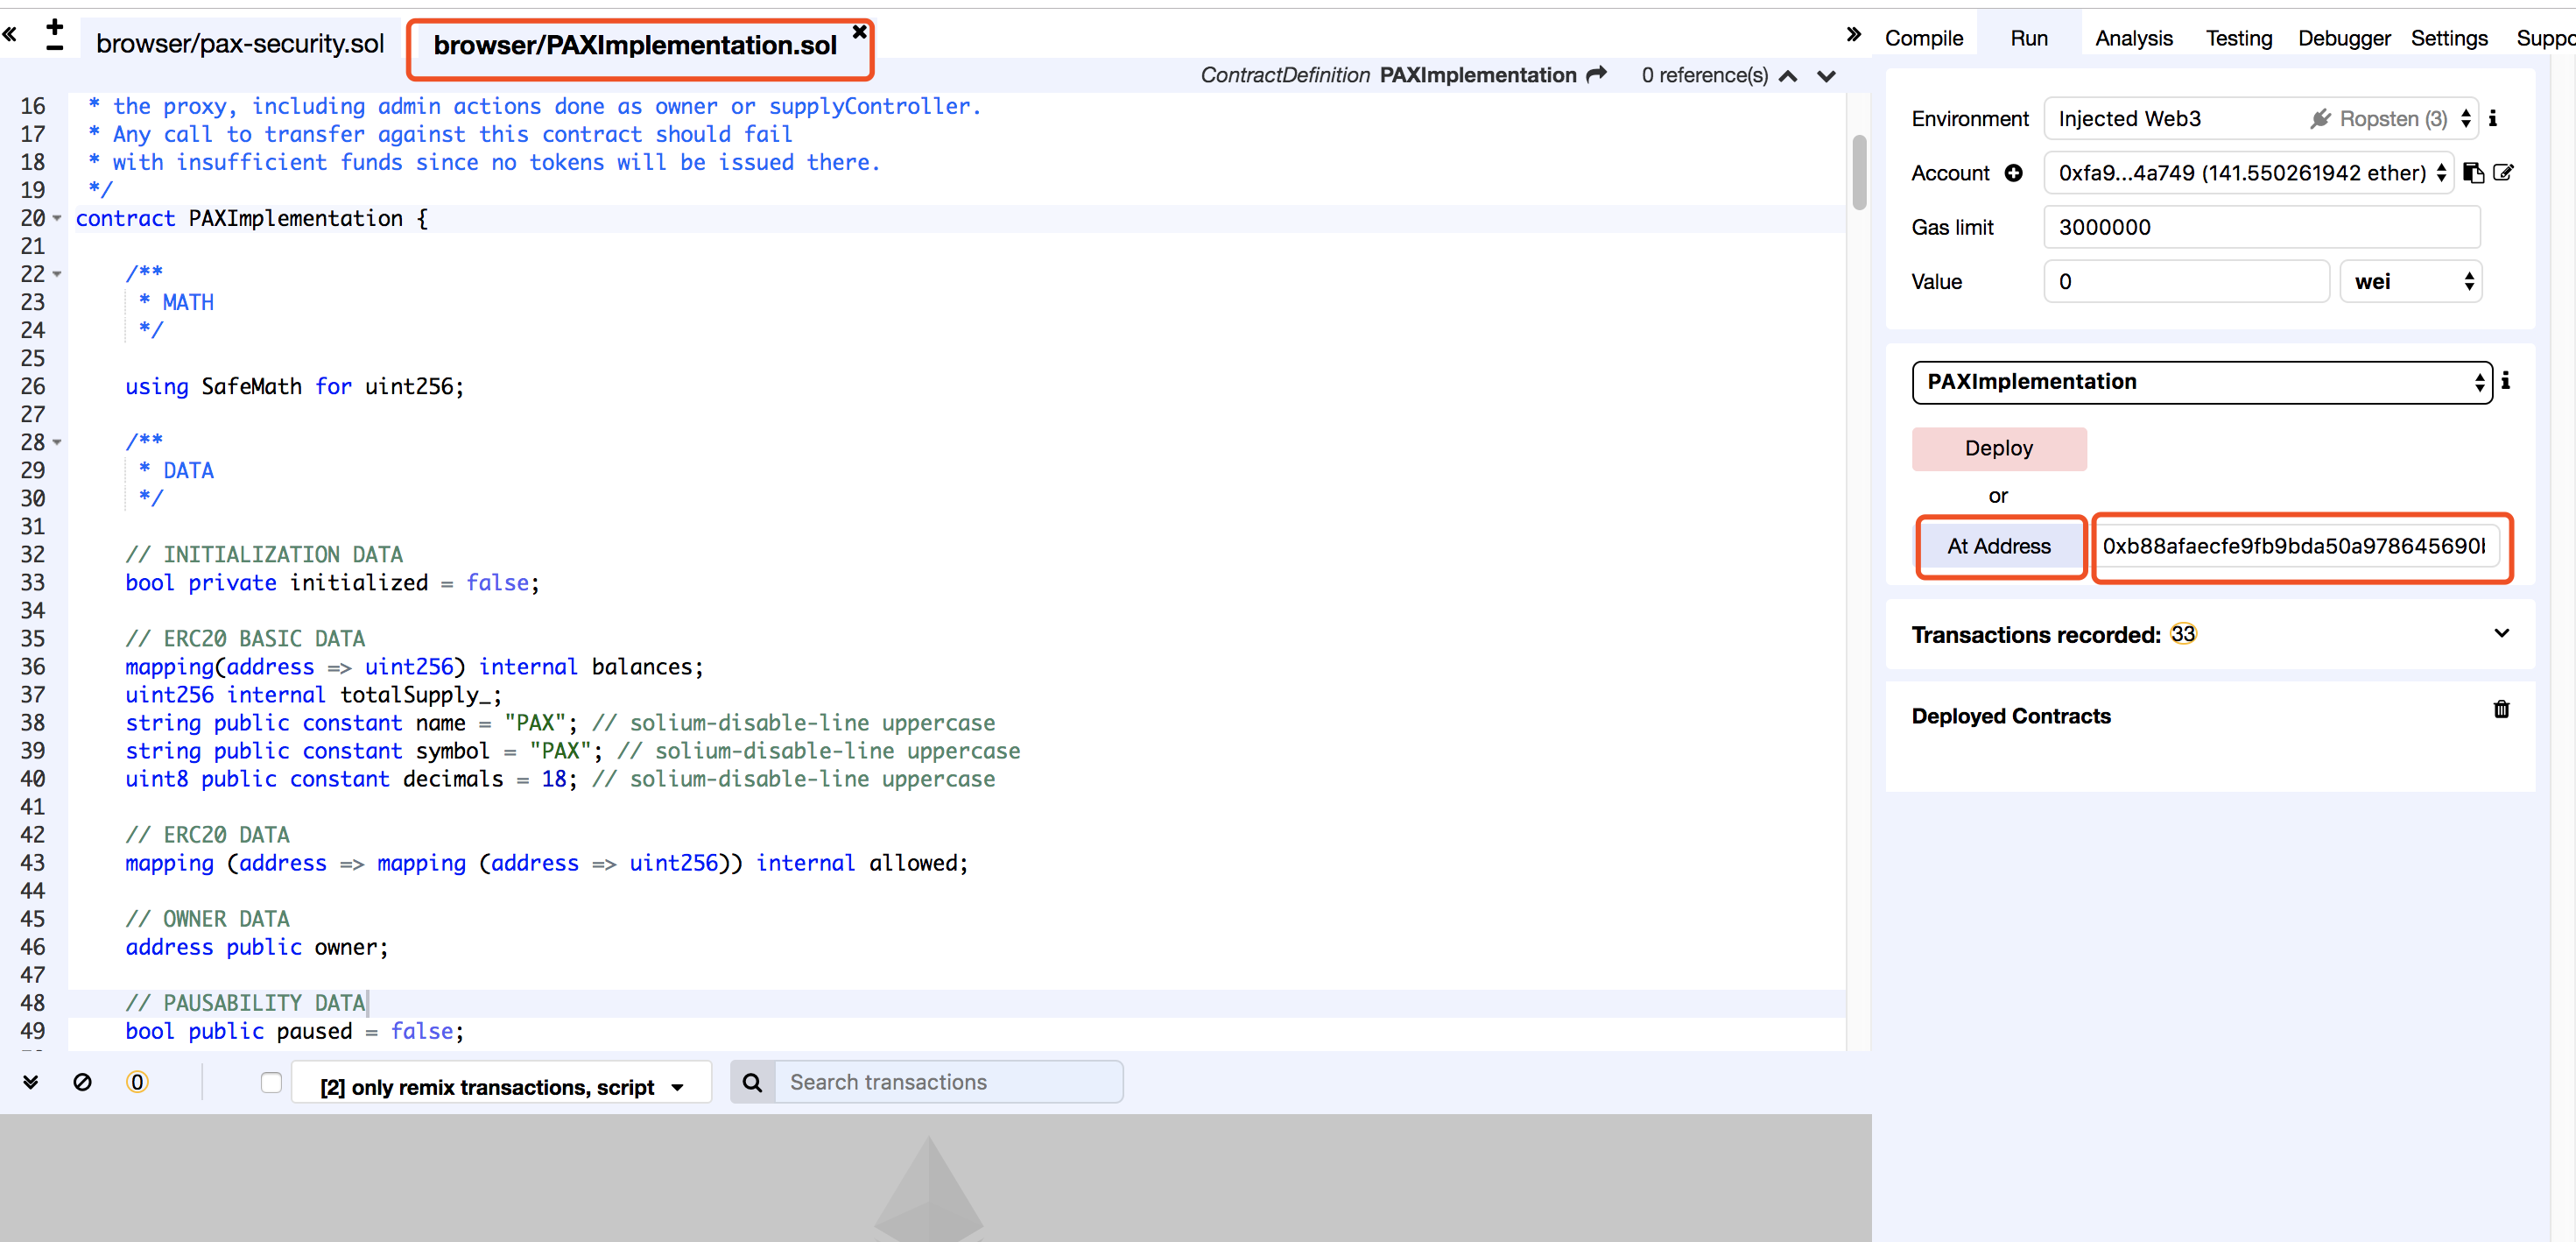 browser/pax-security.sol
browser/PAXImplementation.sol
ContractDefinition PAXImplementation 0 reference(s)
16 * the proxy, including admin actions done as owner or supplyController.
17 * Any call to transfer against this contract should fail
18 * with insufficient funds since no tokens will be issued there.
19 */
20 contract PAXImplementation {
21
22 /**
23 * MATH
24 */
25
26 using SafeMath for uint256;
27
28 /**
29 * DATA
30 */
31
32 // INITIALIZATION DATA
33 bool private initialized = false;
34
35 // ERC20 BASIC DATA
36 mapping(address => uint256) internal balances;
37 uint256 internal totalSupply_;
38 string public constant name = "PAX"; // solium-disable-line uppercase
39 string public constant symbol = "PAX"; // solium-disable-line uppercase
40 uint8 public constant decimals = 18; // solium-disable-line uppercase
41
42 // ERC20 DATA
43 mapping (address => mapping (address => uint256)) internal allowed;
44
45 // OWNER DATA
46 address public owner;
47
48 // PAUSABILITY DATA
49 bool public paused = false;
0
[2] only remix transactions, script
Search transactions
Compile Run Analysis Testing Debugger Settings Suppo
Environment Injected Web3 Ropsten (3)
Account 0xfa9...4a749 (141.550261942 ether)
Gas limit 3000000
Value 0 wei
PAXImplementation
Deploy
or
At Address 0xb88afaecfe9fb9bda50a978645690
Transactions recorded: 33
Deployed Contracts